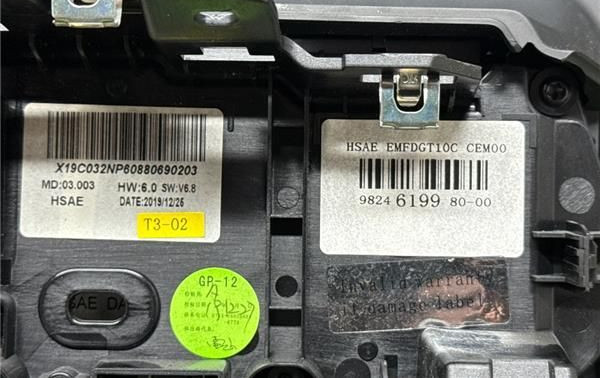 X19C032NP60880690203
MD:03.003 HW:6.0 SW:V6.8
HSAE DATE:2019/12/25
T3-02
HSAE EMFDGT10C CEM00
9824 6199 80-00
GP-12
Invalid warranty
if damage label